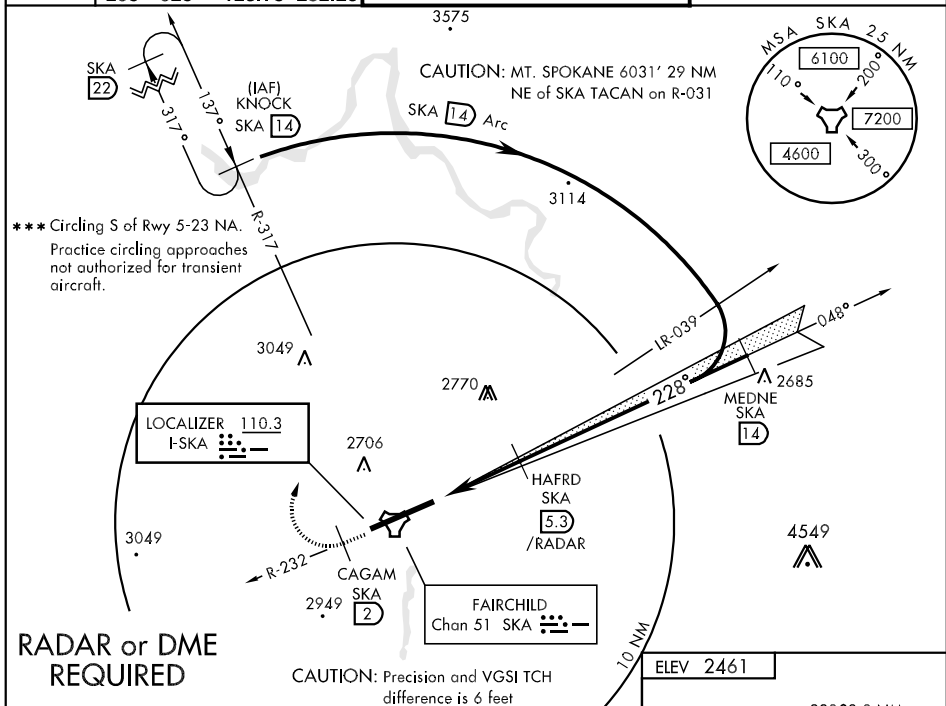 3575
MSA SKA 25 NM
6100
110°
200°
7200
4600
300°
CAUTION: MT. SPOKANE 6031' 29 NM
NE of SKA TACAN on R-031
SKA
22
317°
137°
(IAF)
KNOCK
SKA 14
SKA 14 Arc
3114
R-317
*** Circling S of Rwy 5-23 NA.
Practice circling approaches
not authorized for transient
aircraft.
3049
2770
LR-039
048°
228°
2685
MEDNE
SKA
14
LOCALIZER 110.3
I-SKA
2706
HAFRD
SKA
5.3
/RADAR
3049
R-232
CAGAM
SKA
2
2949
4549
FAIRCHILD
Chan 51 SKA
10 NM
RADAR or DME
REQUIRED
CAUTION: Precision and VGSI TCH
difference is 6 feet
ELEV 2461